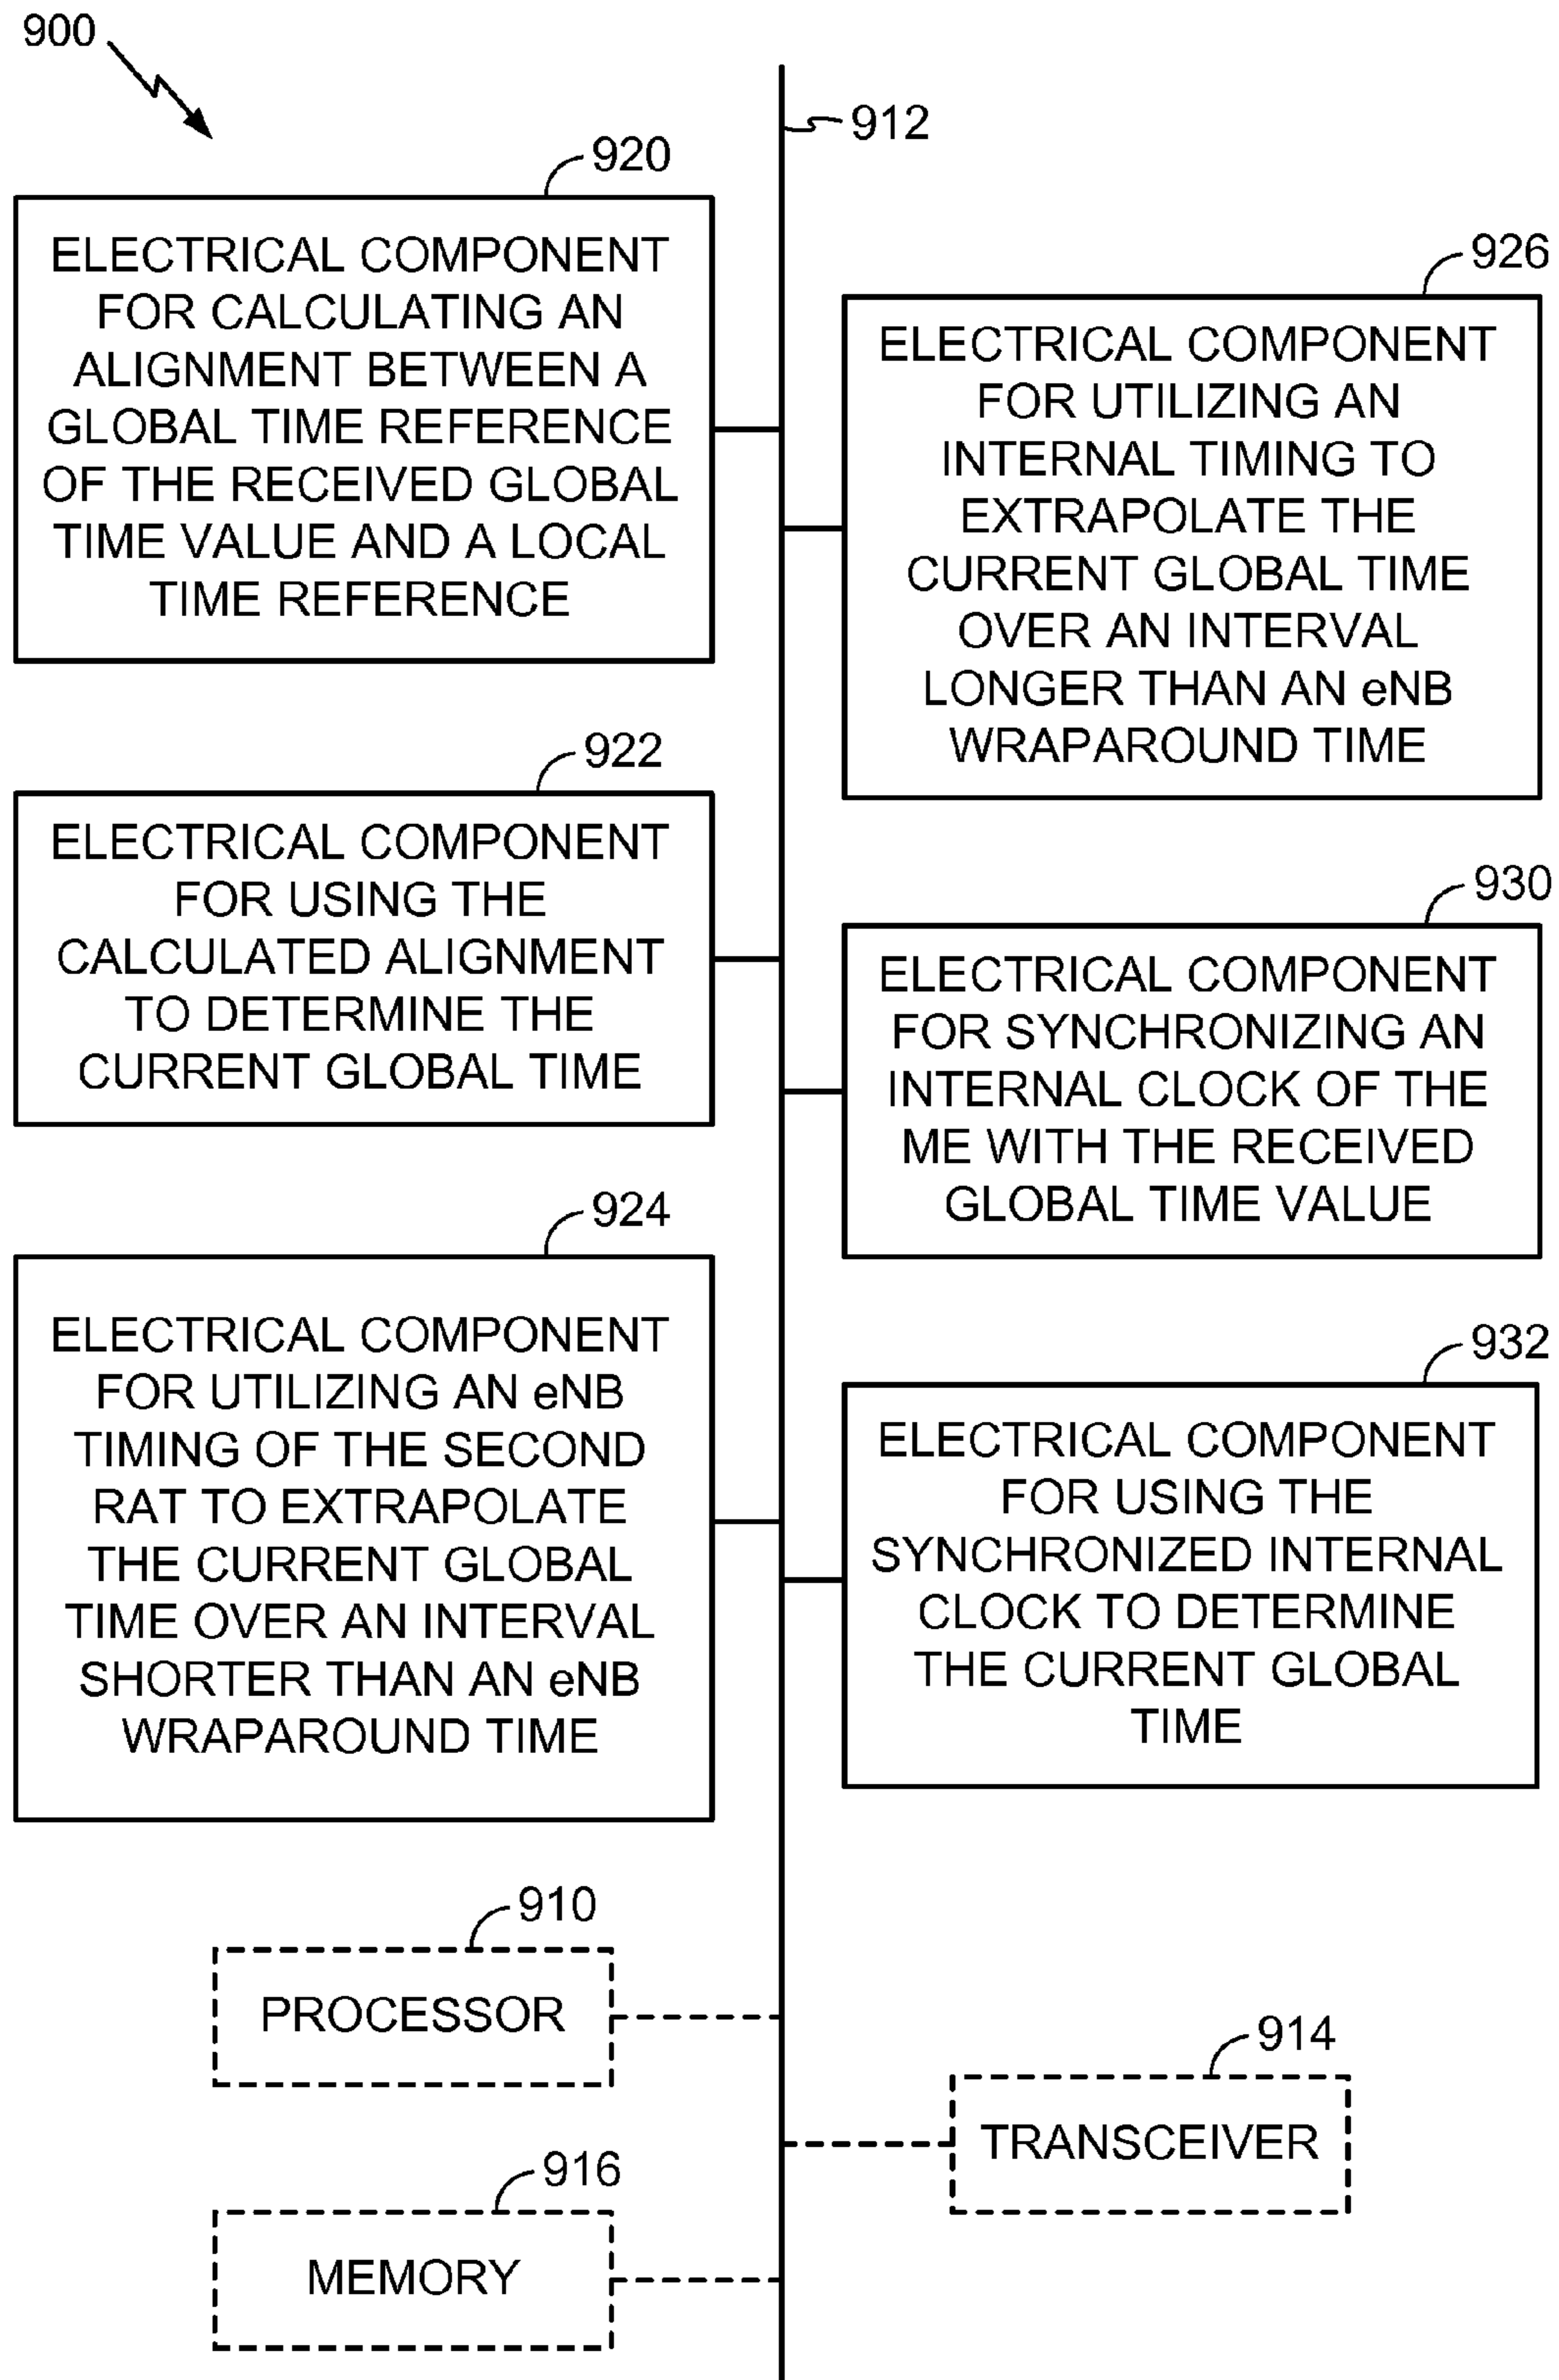 900
912
920
ELECTRICAL COMPONENT
FOR CALCULATING AN
ALIGNMENT BETWEEN A
GLOBAL TIME REFERENCE
OF THE RECEIVED GLOBAL
TIME VALUE AND A LOCAL
TIME REFERENCE
926
ELECTRICAL COMPONENT
FOR UTILIZING AN
INTERNAL TIMING TO
EXTRAPOLATE THE
CURRENT GLOBAL TIME
OVER AN INTERVAL
LONGER THAN AN eNB
WRAPAROUND TIME
922
ELECTRICAL COMPONENT
FOR USING THE
CALCULATED ALIGNMENT
TO DETERMINE THE
CURRENT GLOBAL TIME
930
ELECTRICAL COMPONENT
FOR SYNCHRONIZING AN
INTERNAL CLOCK OF THE
ME WITH THE RECEIVED
GLOBAL TIME VALUE
924
ELECTRICAL COMPONENT
FOR UTILIZING AN eNB
TIMING OF THE SECOND
RAT TO EXTRAPOLATE
THE CURRENT GLOBAL
TIME OVER AN INTERVAL
SHORTER THAN AN eNB
WRAPAROUND TIME
932
ELECTRICAL COMPONENT
FOR USING THE
SYNCHRONIZED INTERNAL
CLOCK TO DETERMINE
THE CURRENT GLOBAL
TIME
910
PROCESSOR
914
TRANSCEIVER
916
MEMORY